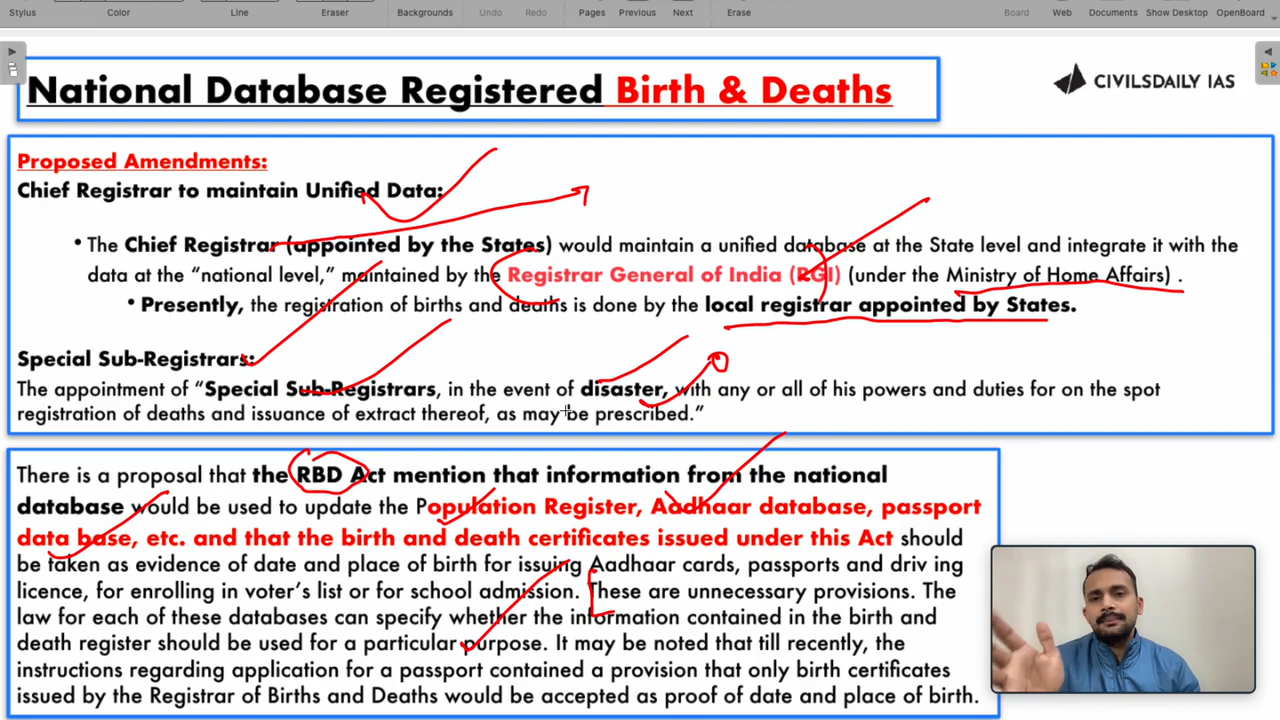 Stylus Color Line Eraser Backgrounds Undo Redo Pages Previous Next Erase Board Web Documents Show Desktop OpenBoard
National Database Registered Birth & Deaths
CIVILSDAILY IAS
Proposed Amendments:
Chief Registrar to maintain Unified Data:
• The Chief Registrar (appointed by the States) would maintain a unified database at the State level and integrate it with the
data at the “national level,” maintained by the Registrar General of India (RGI) (under the Ministry of Home Affairs) .
• Presently, the registration of births and deaths is done by the local registrar appointed by States.
Special Sub-Registrars:
The appointment of “Special Sub-Registrars, in the event of disaster, with any or all of his powers and duties for on the spot
registration of deaths and issuance of extract thereof, as may be prescribed.”
There is a proposal that the RBD Act mention that information from the national
database would be used to update the Population Register, Aadhaar database, passport
data base, etc. and that the birth and death certificates issued under this Act should
be taken as evidence of date and place of birth for issuing Aadhaar cards, passports and driv ing
licence, for enrolling in voter’s list or for school admission. These are unnecessary provisions. The
law for each of these databases can specify whether the information contained in the birth and
death register should be used for a particular purpose. It may be noted that till recently, the
instructions regarding application for a passport contained a provision that only birth certificates
issued by the Registrar of Births and Deaths would be accepted as proof of date and place of birth.